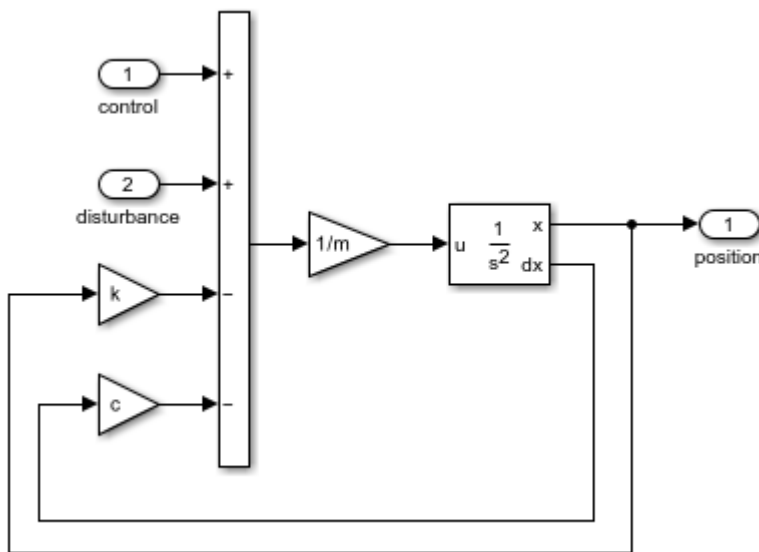 1
+
control
2
+
disturbance
1/m
u
1
s²
x
dx
1
position
k
−
c
−